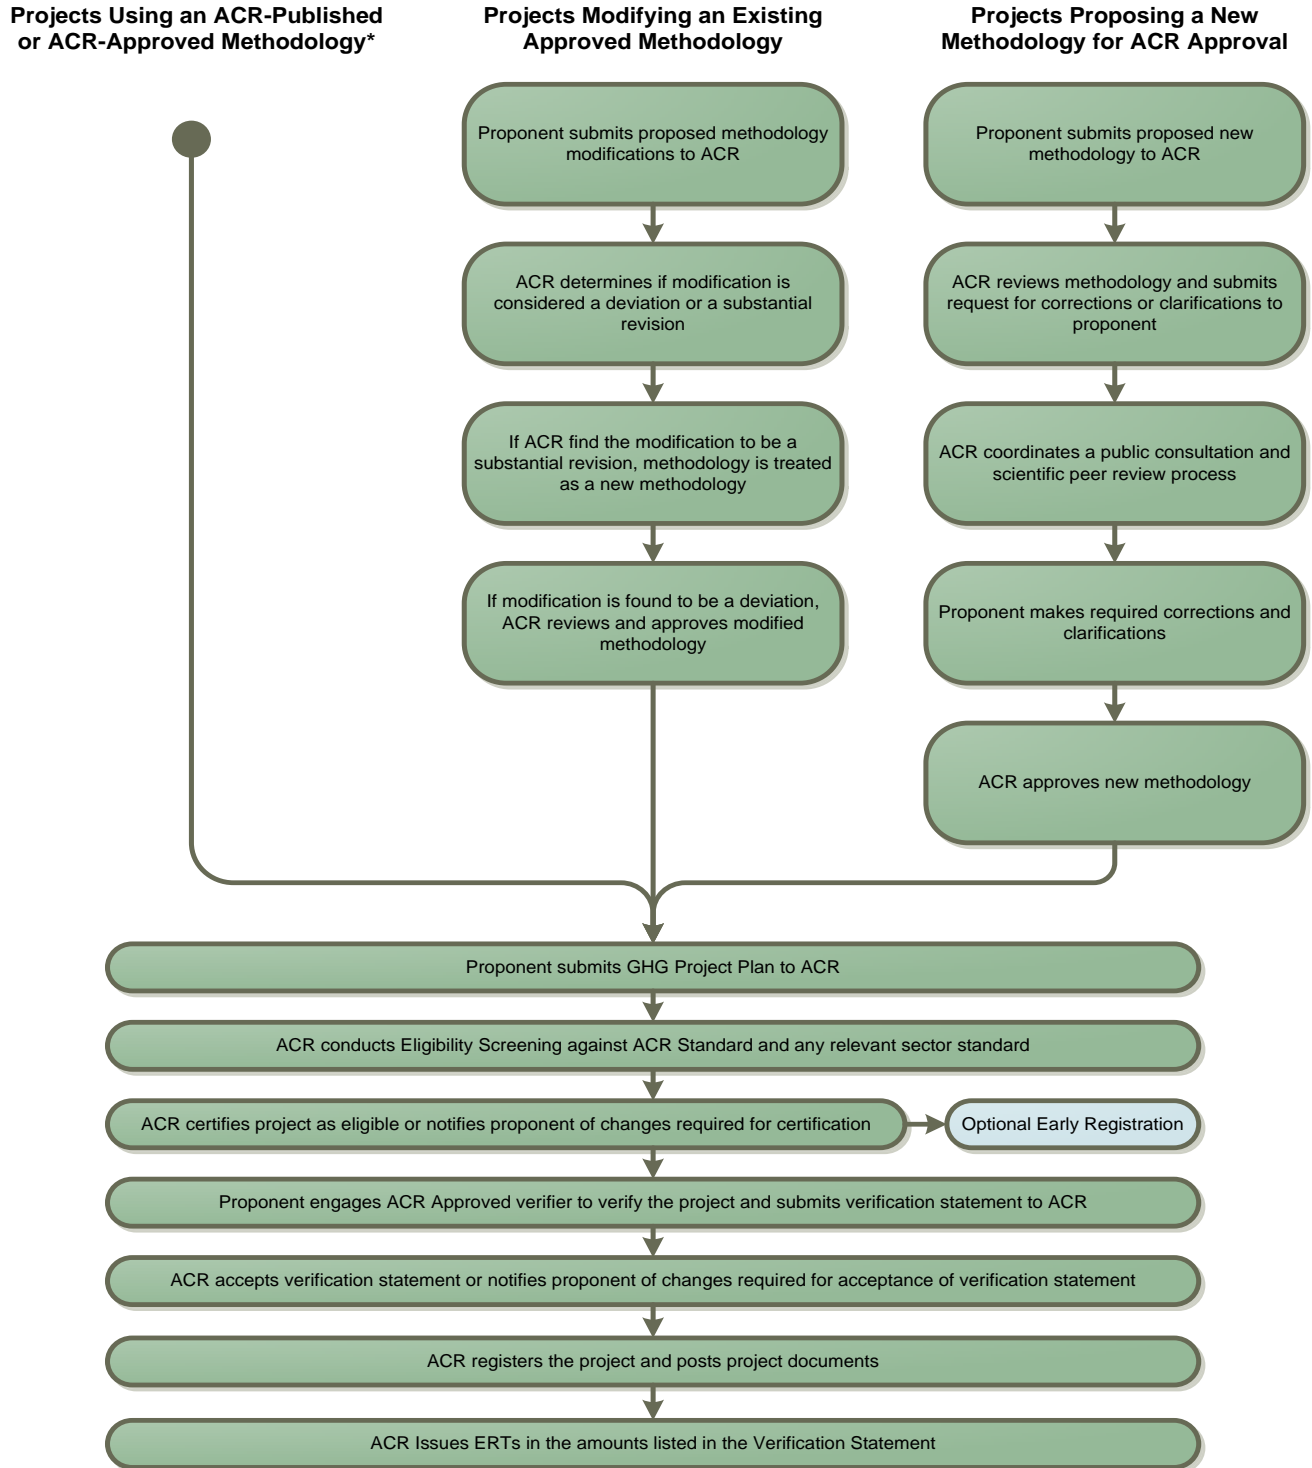 Projects Using an ACR-Published
or ACR-Approved Methodology*
Projects Modifying an Existing
Approved Methodology
Projects Proposing a New
Methodology for ACR Approval
Proponent submits proposed methodology
modifications to ACR
ACR determines if modification is
considered a deviation or a substantial
revision
If ACR find the modification to be a
substantial revision, methodology is treated
as a new methodology
If modification is found to be a deviation,
ACR reviews and approves modified
methodology
Proponent submits proposed new
methodology to ACR
ACR reviews methodology and submits
request for corrections or clarifications to
proponent
ACR coordinates a public consultation and
scientific peer review process
Proponent makes required corrections and
clarifications
ACR approves new methodology
Proponent submits GHG Project Plan to ACR
ACR conducts Eligibility Screening against ACR Standard and any relevant sector standard
ACR certifies project as eligible or notifies proponent of changes required for certification
Optional Early Registration
Proponent engages ACR Approved verifier to verify the project and submits verification statement to ACR
ACR accepts verification statement or notifies proponent of changes required for acceptance of verification statement
ACR registers the project and posts project documents
ACR Issues ERTs in the amounts listed in the Verification Statement